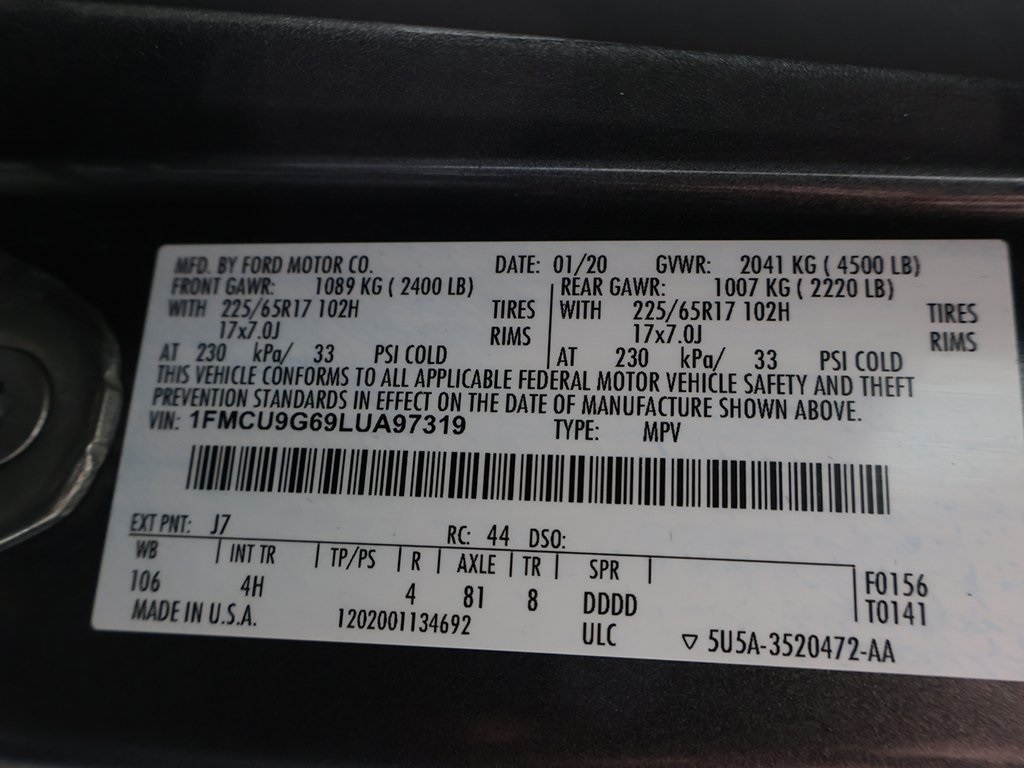 MFD. BY FORD MOTOR CO. DATE: 01/20 GVWR: 2041 KG ( 4500 LB)
FRONT GAWR: 1089 KG ( 2400 LB) REAR GAWR: 1007 KG ( 2220 LB)
WITH 225/65R17 102H TIRES WITH 225/65R17 102H TIRES
17x7.0J RIMS 17x7.0J RIMS
AT 230 kPa/ 33 PSI COLD AT 230 kPa/ 33 PSI COLD
THIS VEHICLE CONFORMS TO ALL APPLICABLE FEDERAL MOTOR VEHICLE SAFETY AND THEFT
PREVENTION STANDARDS IN EFFECT ON THE DATE OF MANUFACTURE SHOWN ABOVE.
VIN: 1FMCU9G69LUA97319 TYPE: MPV
EXT PNT: J7 RC: 44 DSO:
WB INT TR TP/PS R AXLE TR SPR
106 4H 4 81 8 DDDD F0156
T0141
MADE IN U.S.A. 1202001134692 ULC ▽ 5U5A-3520472-AA